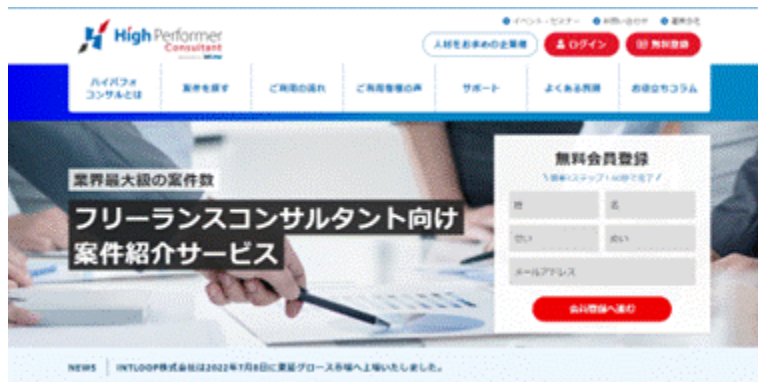 イベント・セミナー
お問い合わせ
運営会社
High Performer
Consultant
人材をお求めの企業様
ログイン
無料登録
ハイパフォ
コンサルとは
案件を探す
ご利用の流れ
ご利用者様の声
サポート
よくある質問
お役立ちコラム
業界最大級の案件数
フリーランスコンサルタント向け
案件紹介サービス
無料会員登録
\ 簡単1ステップ! 60秒で完了 /
姓
名
せい
めい
メールアドレス
会員登録へ進む
NEWS INTLOOP株式会社は2022年7月8日に東証グロース市場へ上場いたしました。